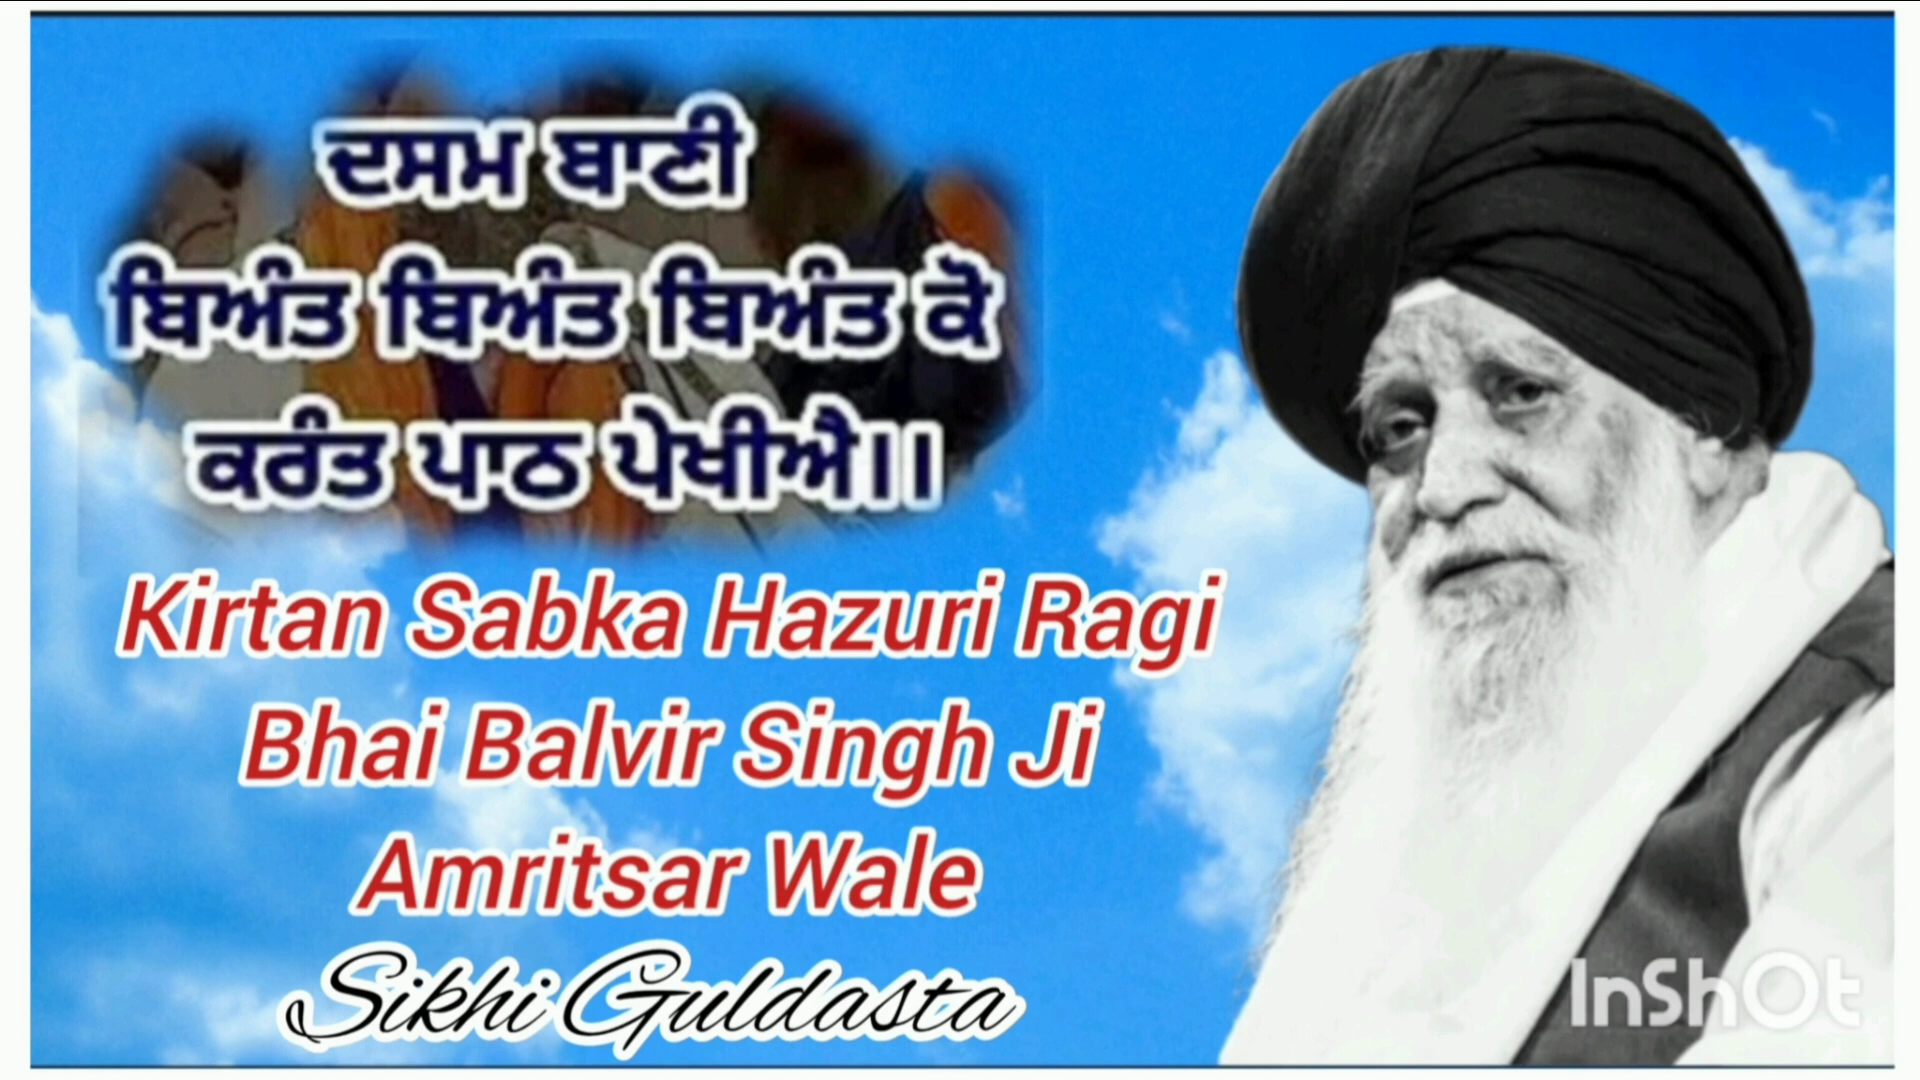 ਦਸਮ ਬਾਣੀ
ਬਿਅੰਤ ਬਿਅੰਤ ਬਿਅੰਤ ਕੋ
ਕਰੰਤ ਪਾਠ ਪੇਖੀਐ।।
Kirtan Sabka Hazuri Ragi
Bhai Balvir Singh Ji
Amritsar Wale
Sikhi Guldasta
InShOt